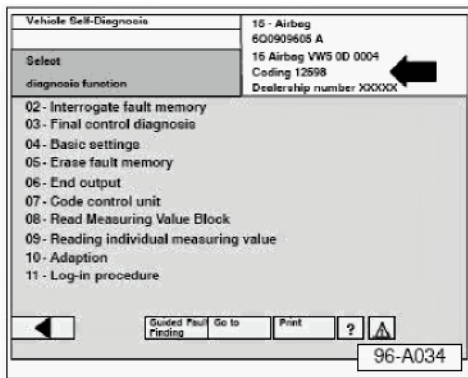 Vehicle Self-Diagnosis
15 - Airbag
6Q0909605 A
Select
16 Airbag VW5 0D 0004
Coding 12598
diagnosis function
Dealership number XXXXX
02 - Interrogate fault memory
03 - Final control diagnosis
04 - Basic settings
05 - Erase fault memory
06 - End output
07 - Code control unit
08 - Read Measuring Value Block
09 - Reading individual measuring value
10 - Adaption
11 - Log-in procedure
Guided Fault Go to Print ?
Finding
96-A034